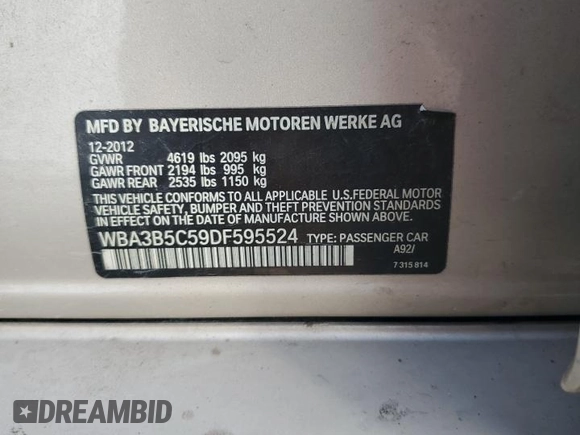 MFD BY BAYERISCHE MOTOREN WERKE AG
12-2012
GVWR 4619 lbs 2095 kg
GAWR FRONT 2194 lbs 995 kg
GAWR REAR 2535 lbs 1150 kg
THIS VEHICLE CONFORMS TO ALL APPLICABLE U.S.FEDERAL MOTOR
VEHICLE SAFETY, BUMPER, AND THEFT PREVENTION STANDARDS
IN EFFECT ON THE DATE OF MANUFACTURE SHOWN ABOVE.
WBA3B5C59DF595524 TYPE: PASSENGER CAR
A92/
7 315 814
DREAMBID